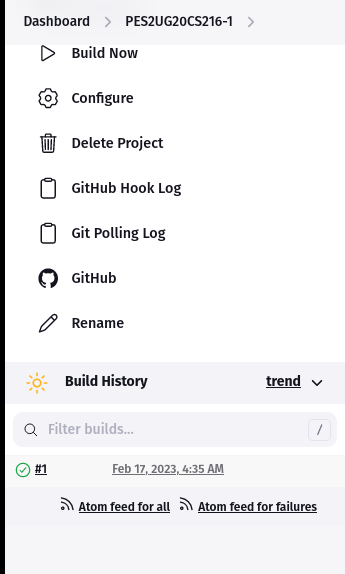 Dashboard > PES2UG20CS216-1 >
Build Now
Configure
Delete Project
GitHub Hook Log
Git Polling Log
GitHub
Rename
Build History trend
Filter builds... /
#1 Feb 17, 2023, 4:35 AM
Atom feed for all Atom feed for failures